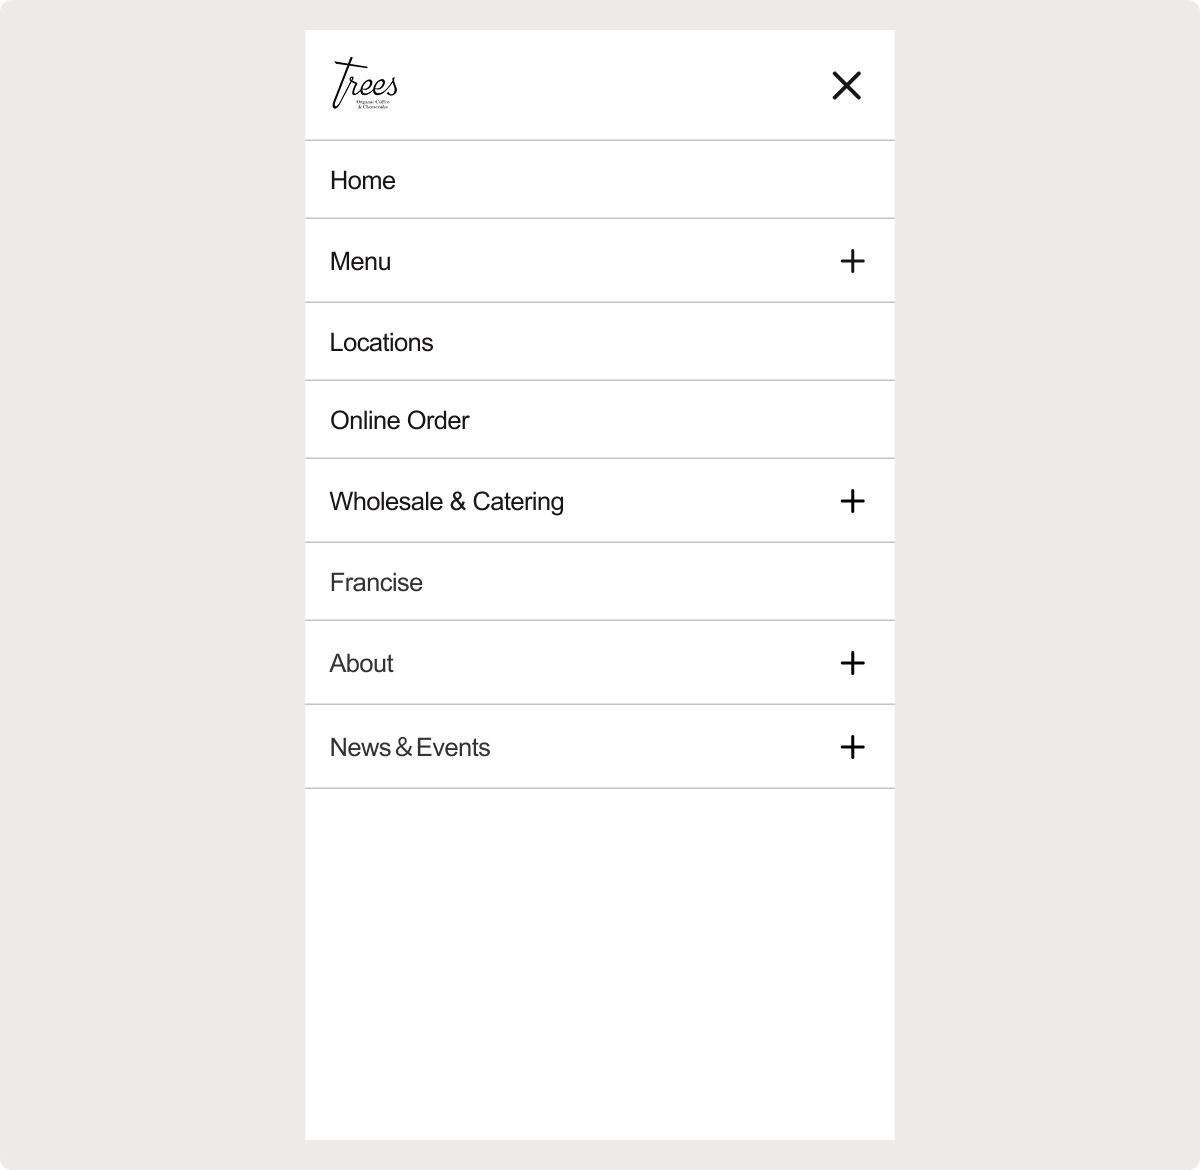 Trees
Organic Coffee
& Cheesecake
Home
Menu
Locations
Online Order
Wholesale & Catering
Francise
About
News & Events